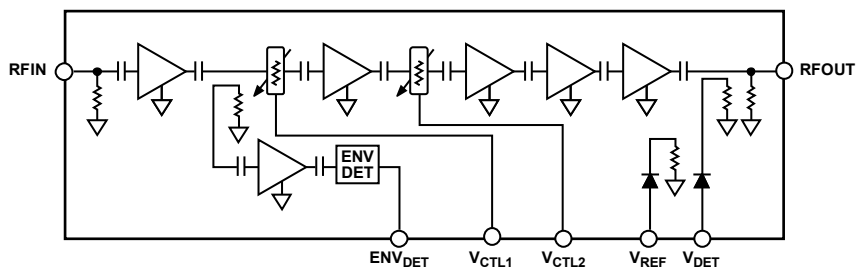 RFIN
RFOUT
ENV
DET
ENVDET
VCTL1
VCTL2
VREF
VDET